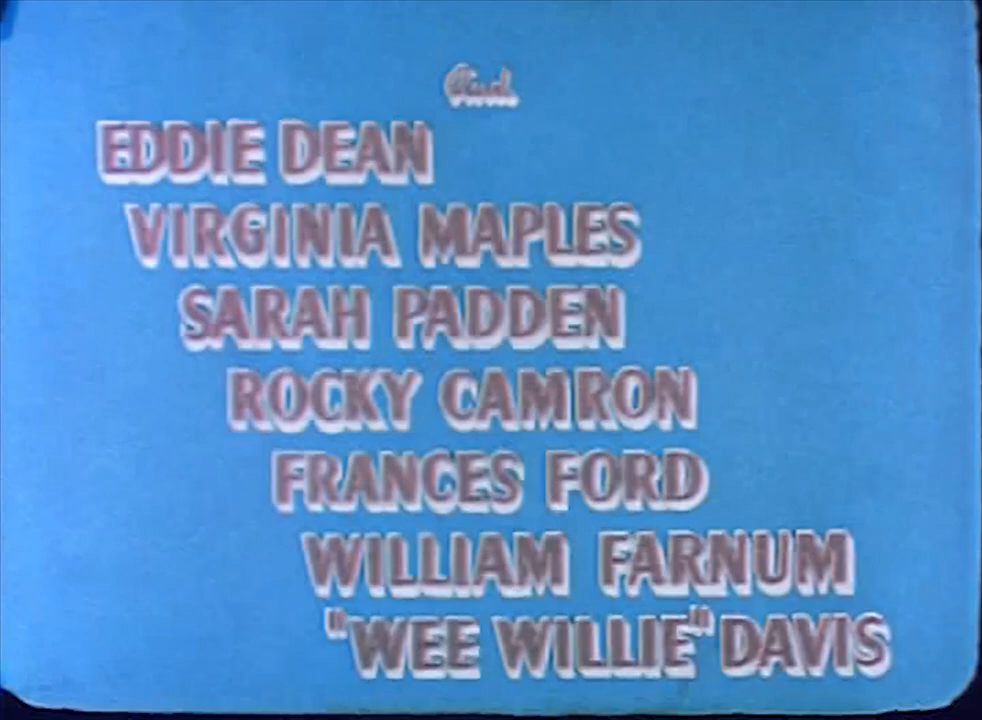 And
EDDIE DEAN
VIRGINIA MAPLES
SARAH PADDEN
ROCKY CAMRON
FRANCES FORD
WILLIAM FARNUM
"WEE WILLIE" DAVIS